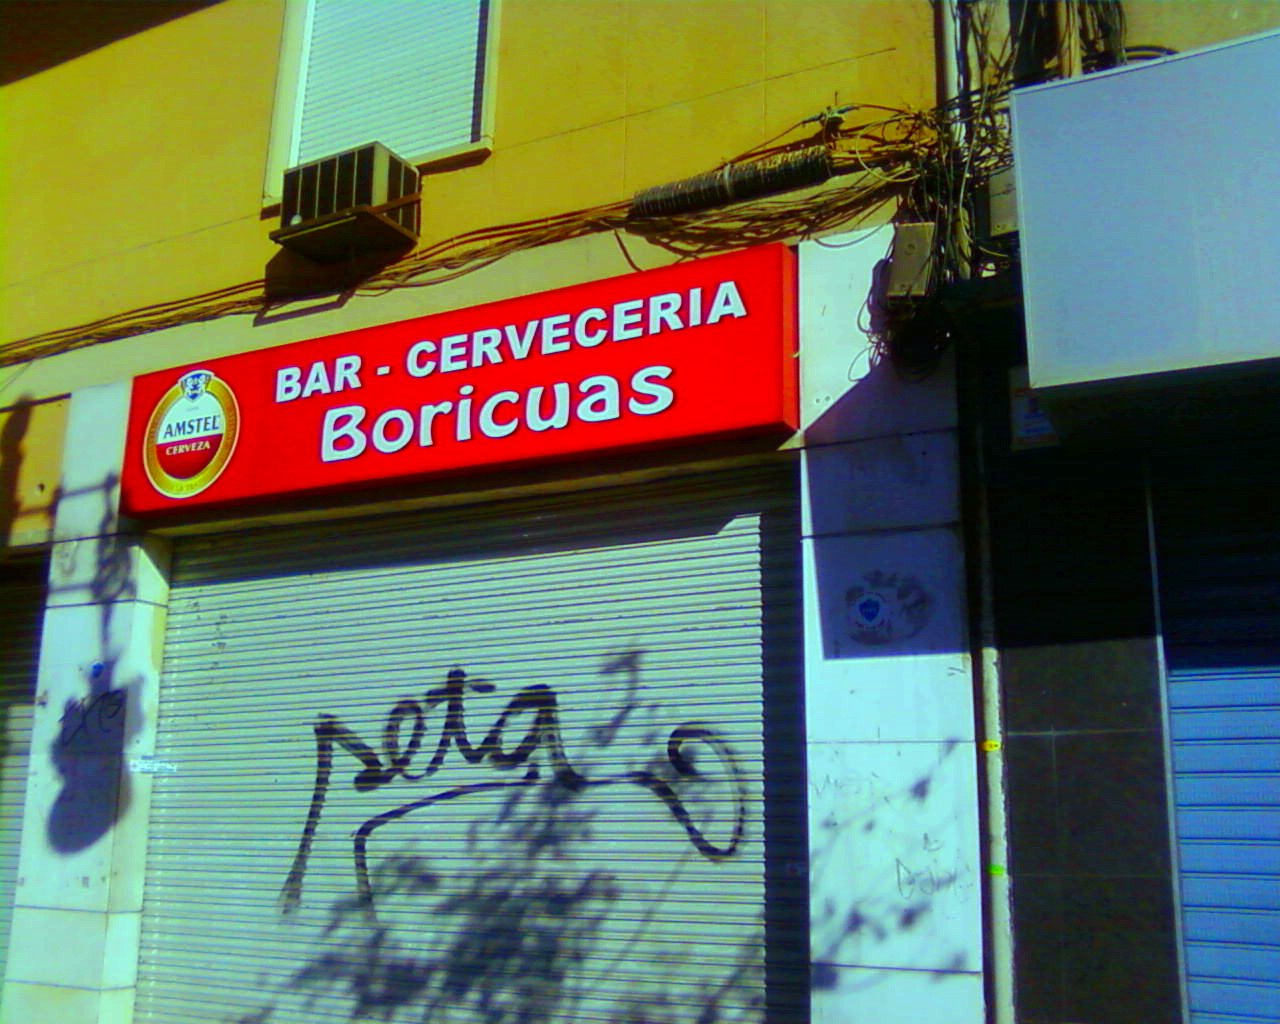 BAR - CERVECERIA
Boricuas
AMSTEL
CERVEZA
seta